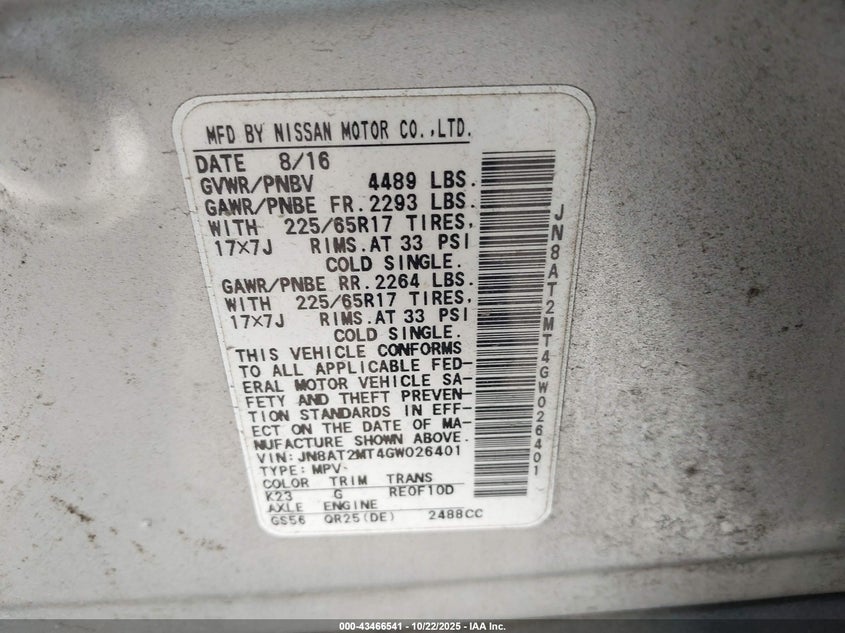 MFD BY NISSAN MOTOR CO.,LTD.
DATE 8/16
GVWR/PNBV 4489 LBS.
GAWR/PNBE FR. 2293 LBS.
WITH 225/65R17 TIRES,
17×7J RIMS.AT 33 PSI
COLD SINGLE.
GAWR/PNBE RR. 2264 LBS.
WITH 225/65R17 TIRES,
17×7J RIMS.AT 33 PSI
COLD SINGLE.
THIS VEHICLE CONFORMS
TO ALL APPLICABLE FED-
ERAL MOTOR VEHICLE SA-
FETY AND THEFT PREVEN-
TION STANDARDS IN EFF-
ECT ON THE DATE OF MA-
NUFACTURE SHOWN ABOVE.
VIN: JN8AT2MT4GW026401
TYPE: MPV
COLOR TRIM TRANS
K23 G RE0F10D
AXLE ENGINE
GS56 QR25(DE) 2488CC
JN8AT2MT4GW026401
000-43466541 - 10/22/2025 - IAA Inc.